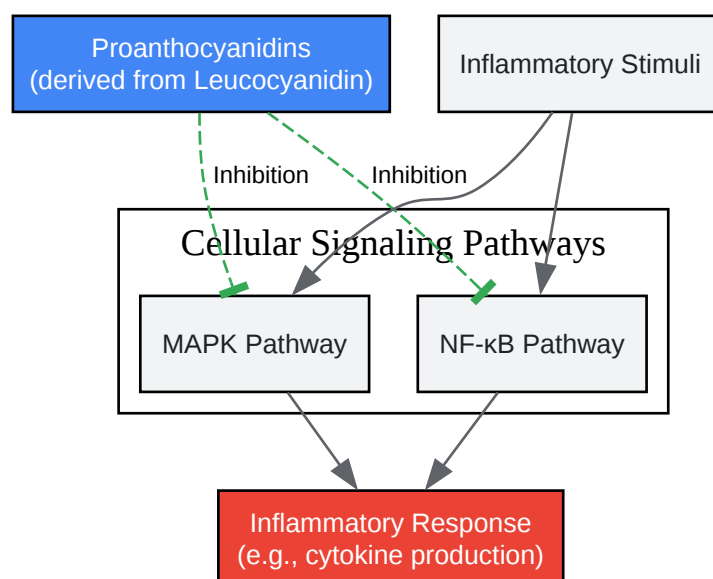 Proanthocyanidins
(derived from Leucocyanidin)
Inflammatory Stimuli
Inhibition
Inhibition
Cellular Signaling Pathways
MAPK Pathway
NF-κB Pathway
Inflammatory Response
(e.g., cytokine production)